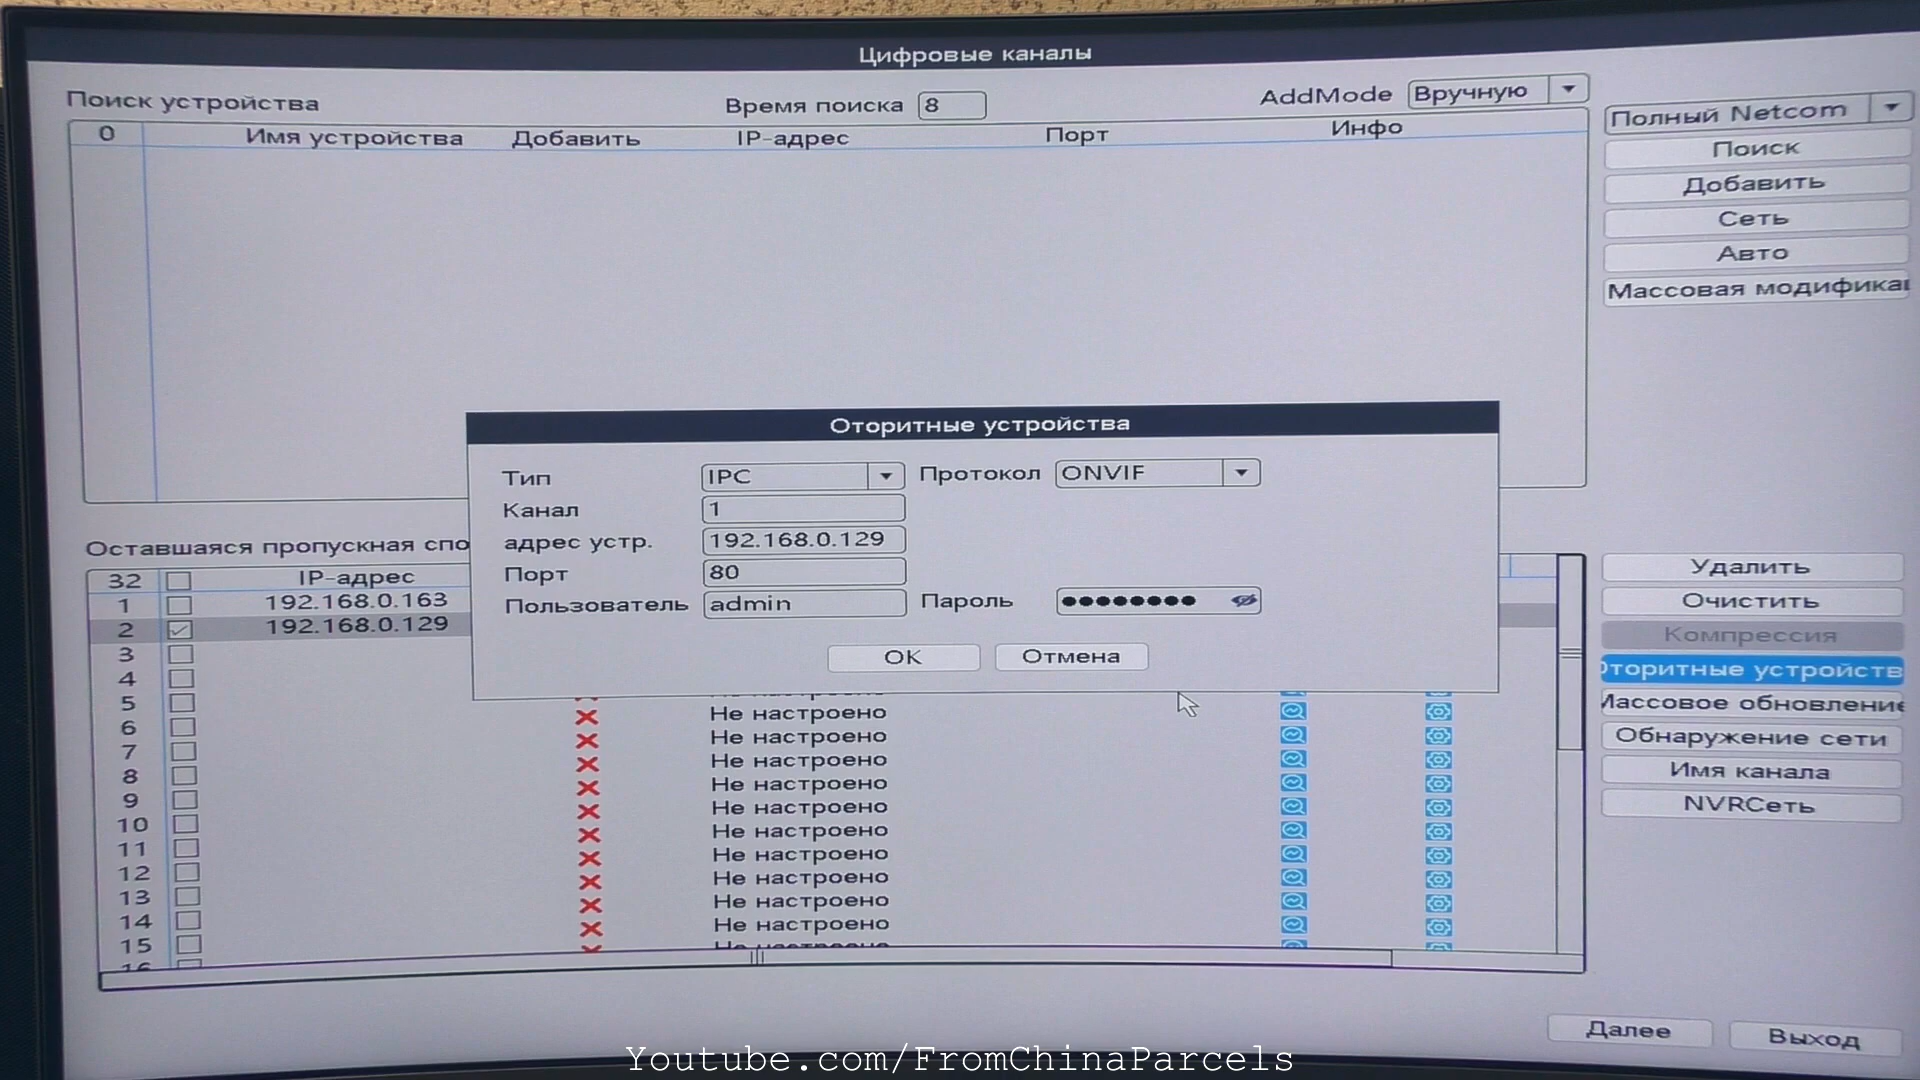 Цифровые каналы
Поиск устройства
Время поиска 8
AddMode Вручную
0 Имя устройства Добавить IP-адрес Порт Инфо
Полный Netcom
Поиск
Добавить
Сеть
Авто
Массовая модифика
Оторитные устройства
Тип IPC Протокол ONVIF
Канал 1
адрес устр. 192.168.0.129
Порт 80
Пользователь admin Пароль ●●●●●●●●
OK Отмена
Оставшаяся пропускная спо
32 IP-адрес
1 192.168.0.163
2 192.168.0.129
3
4
5
6 Не настроено
7 Не настроено
8 Не настроено
9 Не настроено
10 Не настроено
11 Не настроено
12 Не настроено
13 Не настроено
14 Не настроено
15 Не настроено
16
Удалить
Очистить
Компрессия
Оторитные устройств
Массовое обновление
Обнаружение сети
Имя канала
NVRСеть
Далее
Выход
Youtube.com/FromChinaParcels